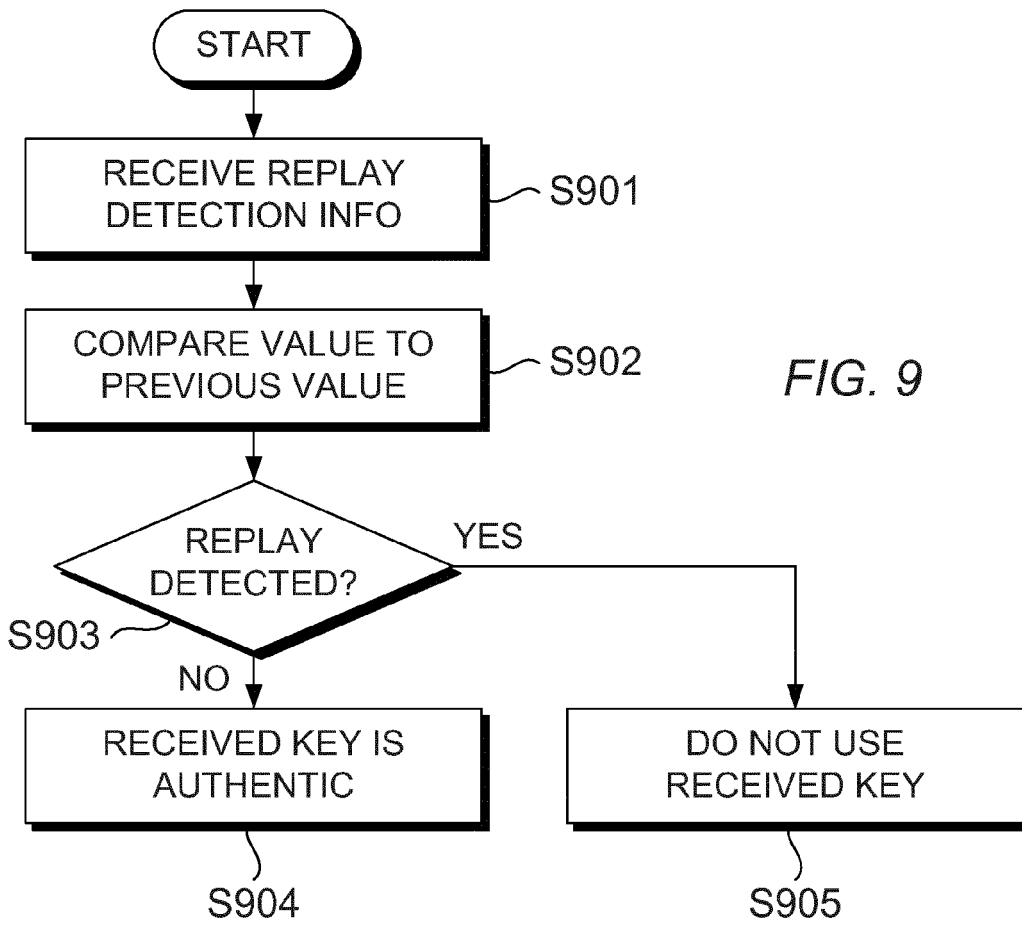 START
RECEIVE REPLAY
DETECTION INFO
S901
COMPARE VALUE TO
PREVIOUS VALUE
S902
FIG. 9
REPLAY
DETECTED?
YES
S903
NO
RECEIVED KEY IS
AUTHENTIC
DO NOT USE
RECEIVED KEY
S904
S905